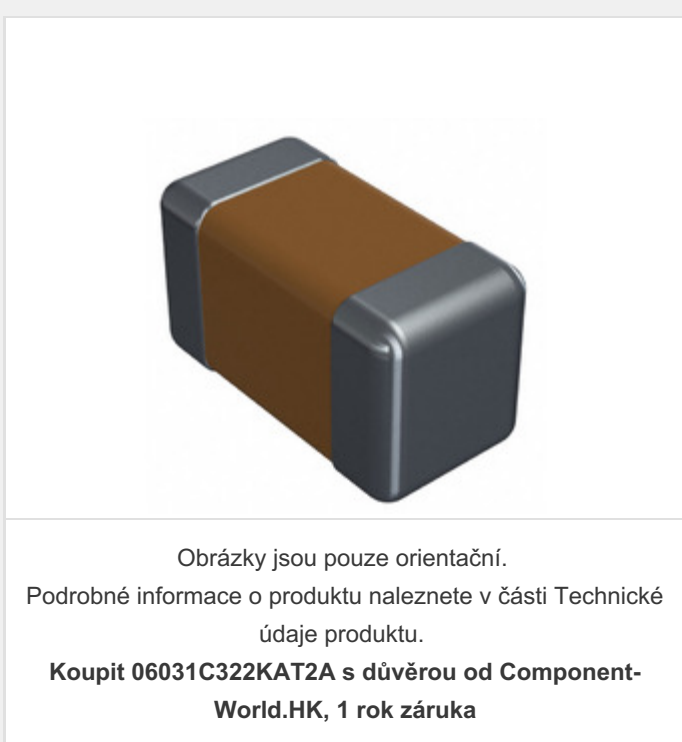 Obrázky jsou pouze orientační.
Podrobné informace o produktu naleznete v části Technické
údaje produktu.
Koupit 06031C322KAT2A s důvěrou od Component-
World.HK, 1 rok záruka